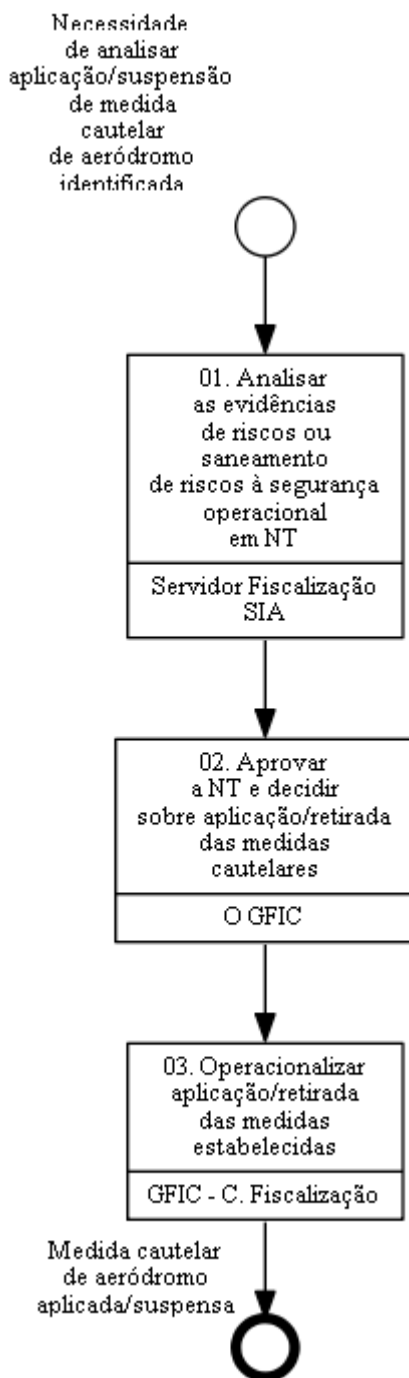 Necessidade
de analisar
aplicação/suspensão
de medida
cautelar
de aeródromo
identificada
01. Analisar
as evidências
de riscos ou
saneamento
de riscos à segurança
operacional
em NT
Servidor Fiscalização
SIA
02. Aprovar
a NT e decidir
sobre aplicação/retirada
das medidas
cautelares
O GFIC
03. Operacionalizar
aplicação/retirada
das medidas
estabelecidas
GFIC - C. Fiscalização
Medida cautelar
de aeródromo
aplicada/suspensa